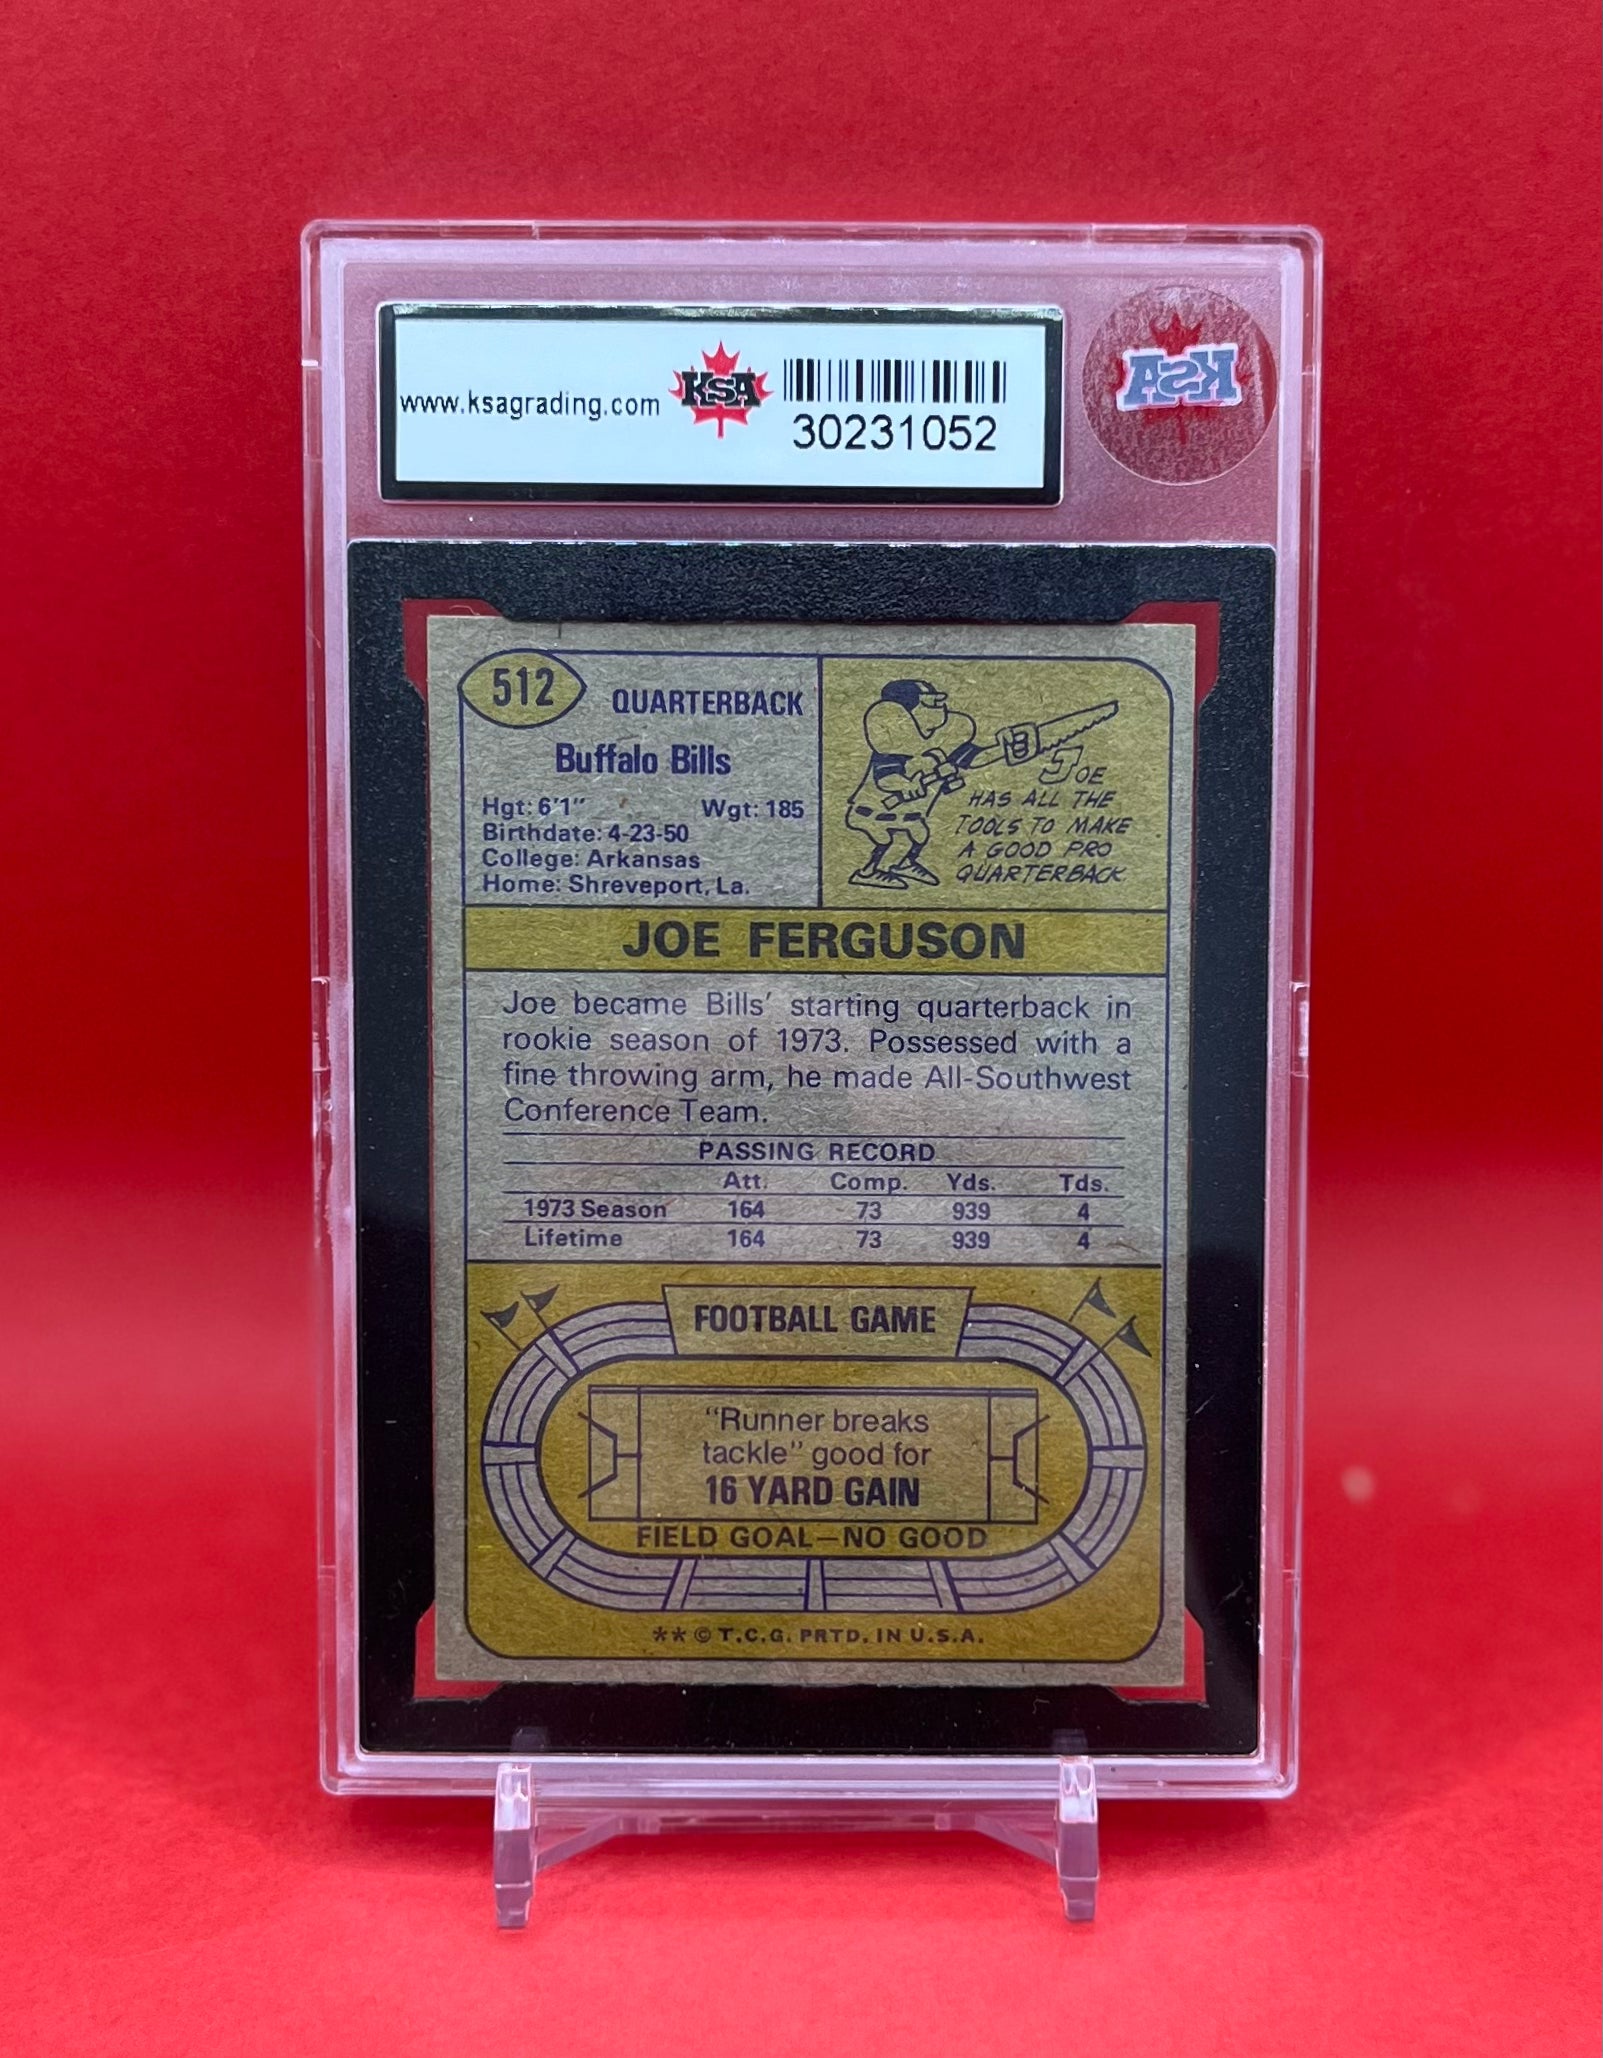 www.ksagrading.com
KSA
30231052
KSA
512
QUARTERBACK
Buffalo Bills
Hgt: 6'1" Wgt: 185
Birthdate: 4-23-50
College: Arkansas
Home: Shreveport, La.
JOE
HAS ALL THE
TOOLS TO MAKE
A GOOD PRO
QUARTERBACK
JOE FERGUSON
Joe became Bills' starting quarterback in
rookie season of 1973. Possessed with a
fine throwing arm, he made All-Southwest
Conference Team.
PASSING RECORD
Att. Comp. Yds. Tds.
1973 Season 164 73 939 4
Lifetime 164 73 939 4
FOOTBALL GAME
"Runner breaks
tackle" good for
16 YARD GAIN
FIELD GOAL—NO GOOD
** © T.C.G. PRTD. IN U.S.A.